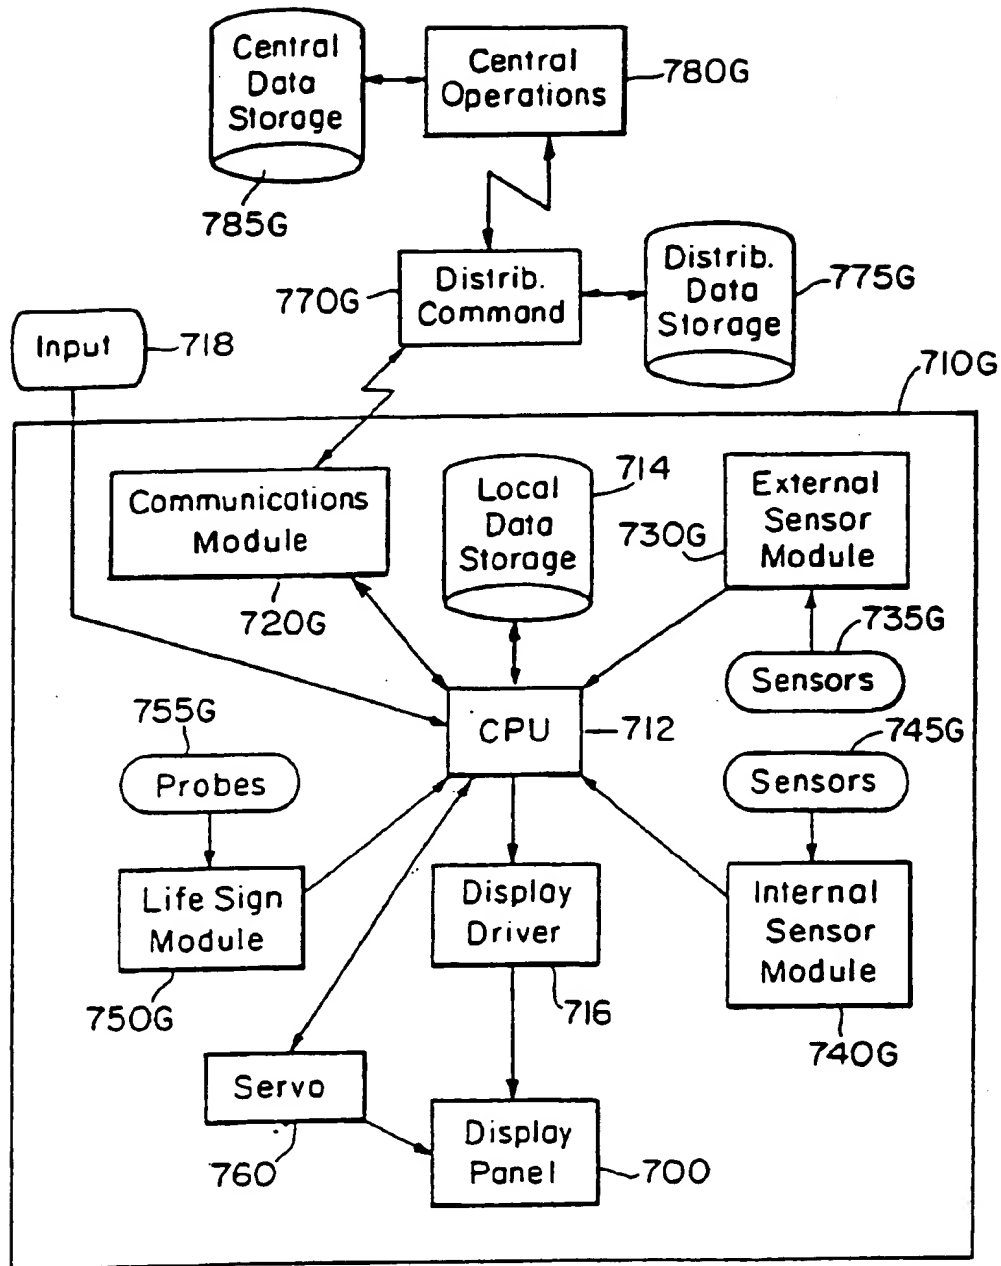 Central
Data
Storage
785G
Central
Operations
780G
Distrib.
Command
770G
Distrib.
Data
Storage
775G
Input
718
710G
Communications
Module
720G
Local
Data
Storage
714
External
Sensor
Module
730G
Sensors
735G
CPU
712
Probes
755G
Sensors
745G
Life Sign
Module
750G
Display
Driver
716
Internal
Sensor
Module
740G
Servo
760
Display
Panel
700